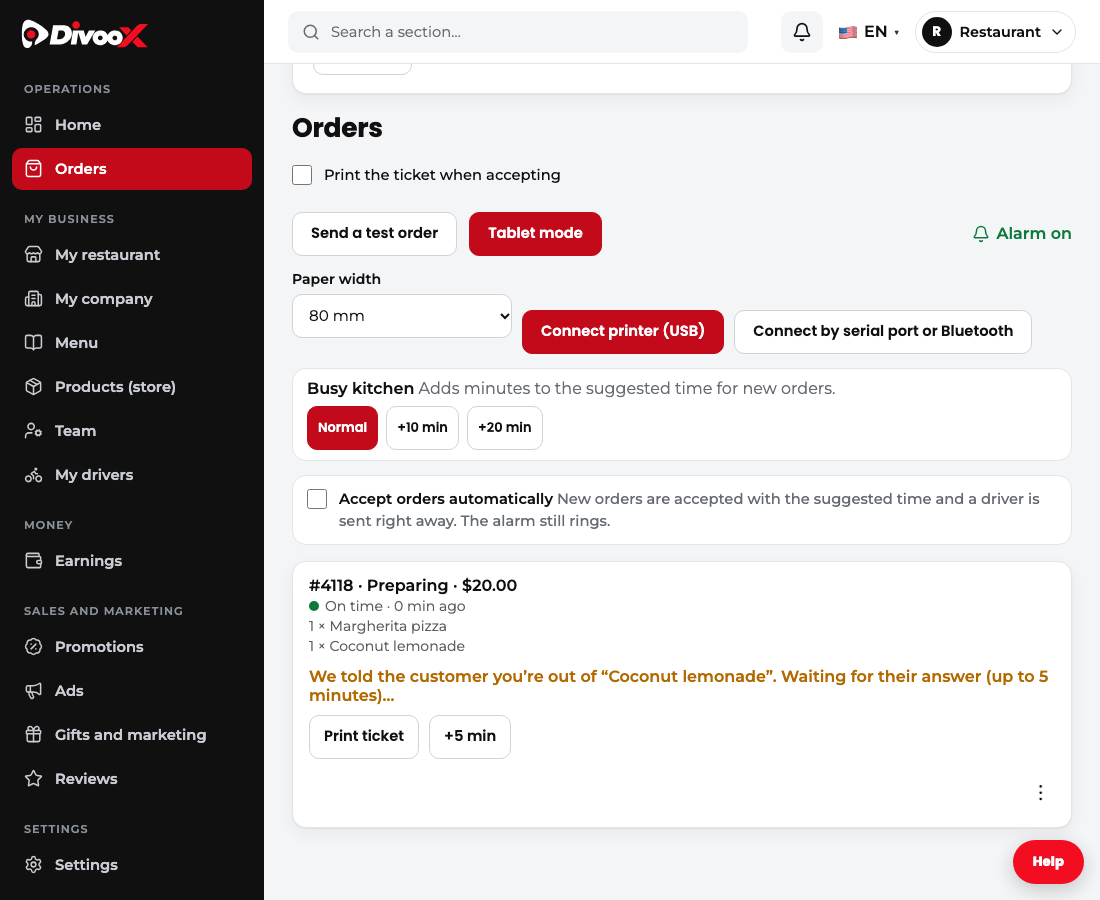 DivooX
Search a section...
EN
R
Restaurant
OPERATIONS
Home
Orders
MY BUSINESS
My restaurant
My company
Menu
Products (store)
Team
My drivers
MONEY
Earnings
SALES AND MARKETING
Promotions
Ads
Gifts and marketing
Reviews
SETTINGS
Settings
Orders
Print the ticket when accepting
Send a test order
Tablet mode
Alarm on
Paper width
80 mm
Connect printer (USB)
Connect by serial port or Bluetooth
Busy kitchen Adds minutes to the suggested time for new orders.
Normal
+10 min
+20 min
Accept orders automatically New orders are accepted with the suggested time and a driver is
sent right away. The alarm still rings.
#4118 · Preparing · $20.00
On time · 0 min ago
1 × Margherita pizza
1 × Coconut lemonade
We told the customer you’re out of “Coconut lemonade”. Waiting for their answer (up to 5
minutes)…
Print ticket
+5 min
Help